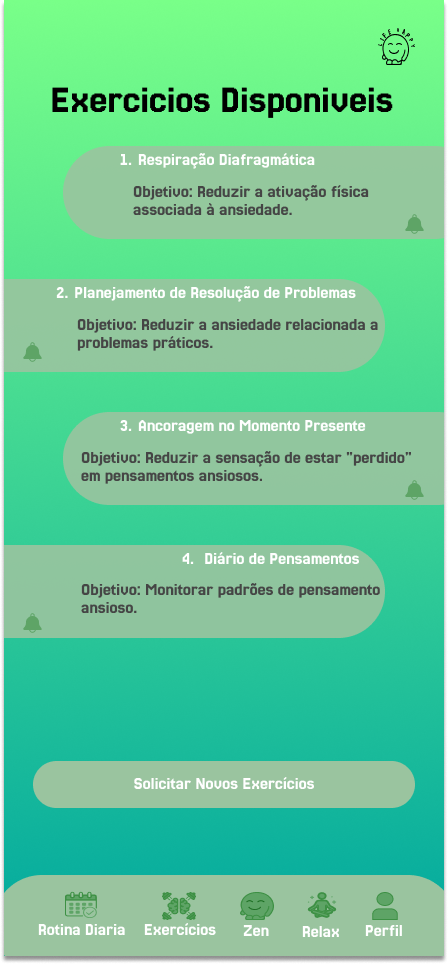 LIFE HAPPY
Exercicios Disponiveis
1. Respiração Diafragmática
Objetivo: Reduzir a ativação física
associada à ansiedade.
2. Planejamento de Resolução de Problemas
Objetivo: Reduzir a ansiedade relacionada a
problemas práticos.
3. Ancoragem no Momento Presente
Objetivo: Reduzir a sensação de estar "perdido"
em pensamentos ansiosos.
4. Diário de Pensamentos
Objetivo: Monitorar padrões de pensamento
ansioso.
Solicitar Novos Exercícios
Rotina Diaria Exercícios Zen Relax Perfil